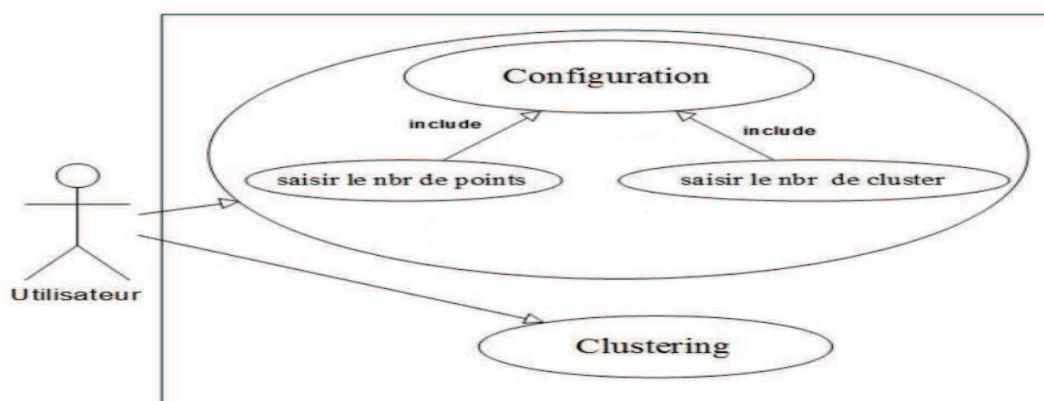 Configuration
include
include
saisir le nbr de points
saisir le nbr de cluster
Utilisateur
Clustering